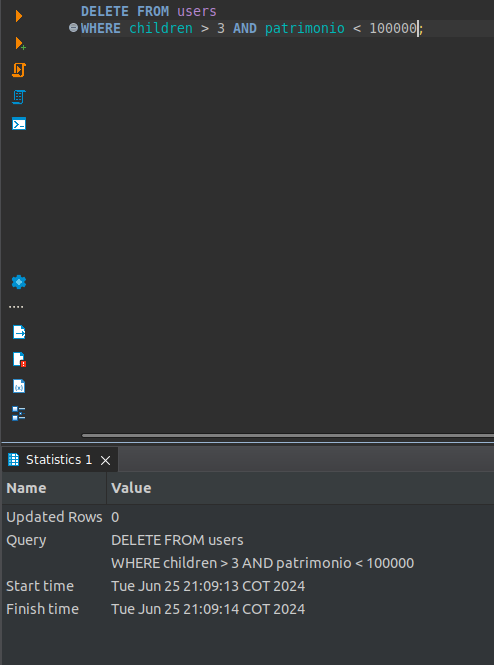 DELETE FROM users
WHERE children > 3 AND patrimonio < 100000;
Statistics 1
Name Value
Updated Rows 0
Query DELETE FROM users
WHERE children > 3 AND patrimonio < 100000
Start time Tue Jun 25 21:09:13 COT 2024
Finish time Tue Jun 25 21:09:14 COT 2024